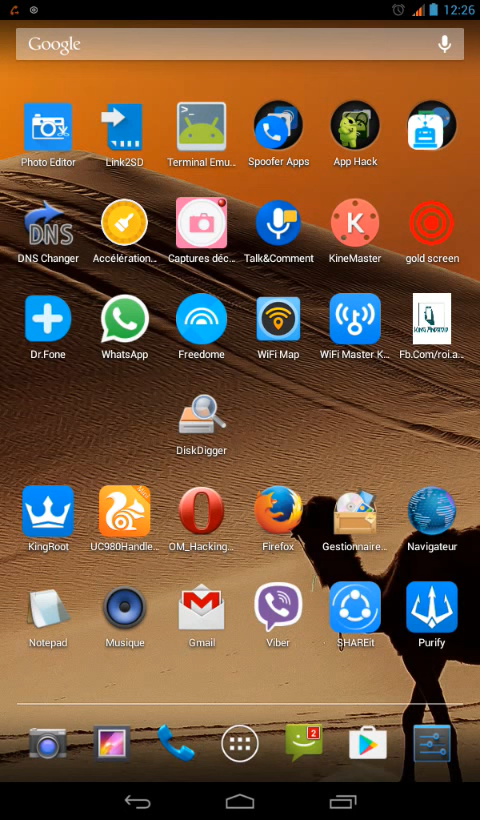 12:26
Google
Photo Editor
Link2SD
Terminal Emu...
Spoofer Apps
App Hack
DNS
DNS Changer
Accélération...
Captures déc...
Talk&Comment
K
KineMaster
gold screen
Dr.Fone
WhatsApp
Freedome
WiFi Map
WiFi Master K...
Fb.Com/roi.a...
DiskDigger
KingRoot
UC980Handle...
OM_Hacking...
Firefox
Gestionnaire...
Navigateur
Notepad
Musique
Gmail
Viber
SHAREit
Purify
2